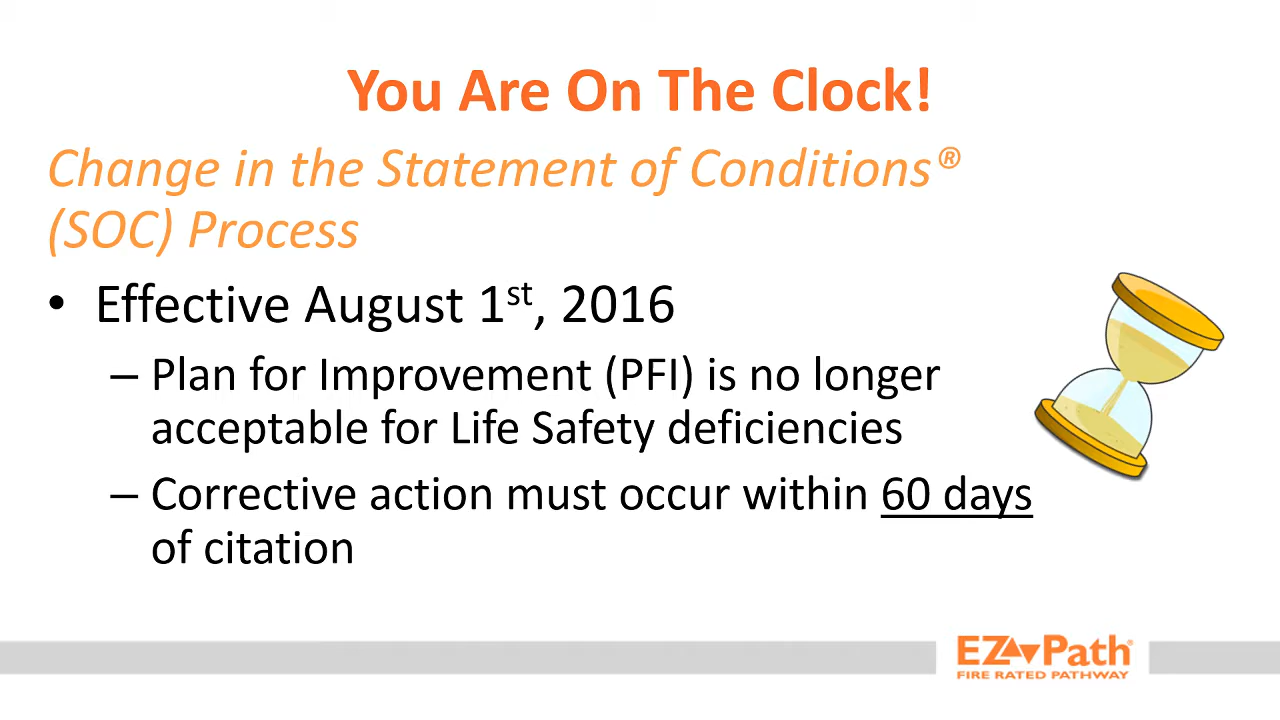 You Are On The Clock!
Change in the Statement of Conditions®
(SOC) Process
• Effective August 1st, 2016
– Plan for Improvement (PFI) is no longer
acceptable for Life Safety deficiencies
– Corrective action must occur within 60 days
of citation
EZ Path®
FIRE RATED PATHWAY